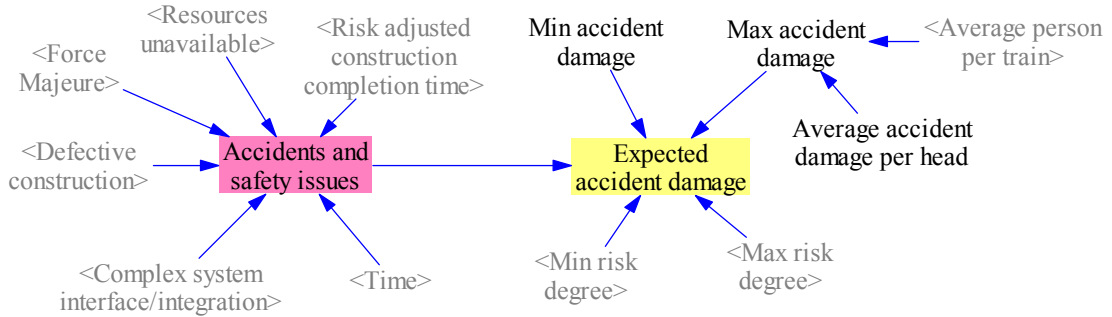 <Resources
unavailable>
<Risk adjusted
construction
completion time>
Min accident
damage
Max accident
damage
<Average person
per train>
<Force
Majeure>
Average accident
damage per head
<Defective
construction>
Accidents and
safety issues
Expected
accident damage
<Complex system
interface/integration>
<Time>
<Min risk
degree>
<Max risk
degree>